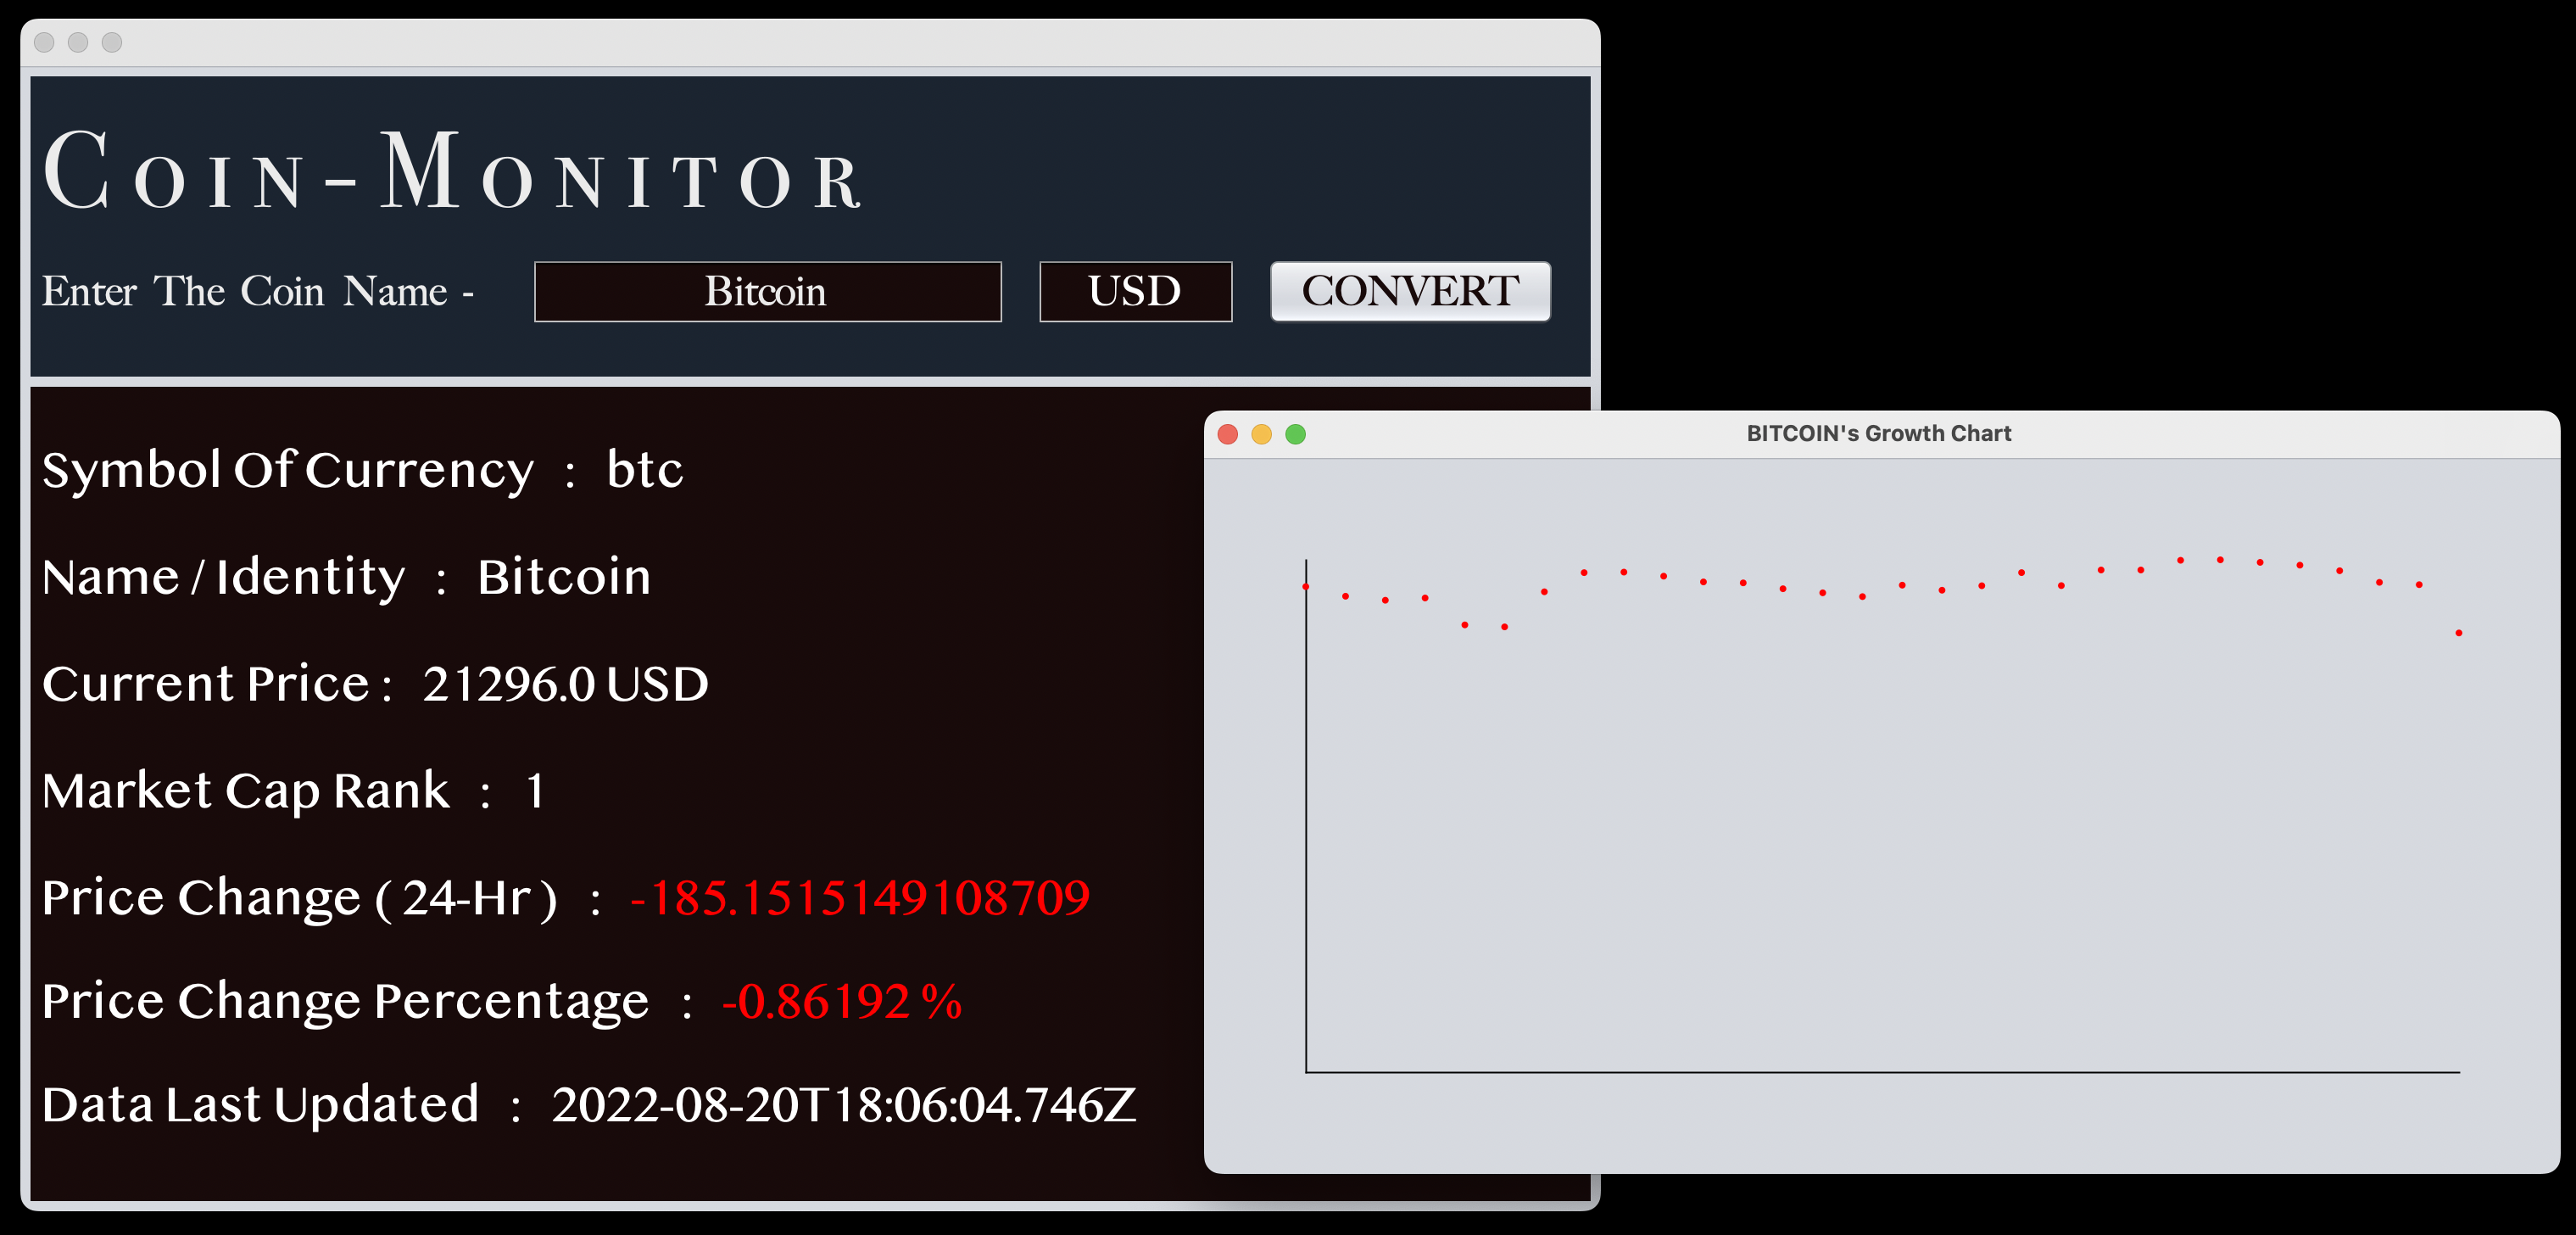 Coin-Monitor
Enter The Coin Name - Bitcoin USD CONVERT
Symbol Of Currency : btc
BITCOIN's Growth Chart
Name / Identity : Bitcoin
Current Price : 21296.0 USD
Market Cap Rank : 1
Price Change ( 24-Hr ) : -185.1515149108709
Price Change Percentage : -0.86192 %
Data Last Updated : 2022-08-20T18:06:04.746Z